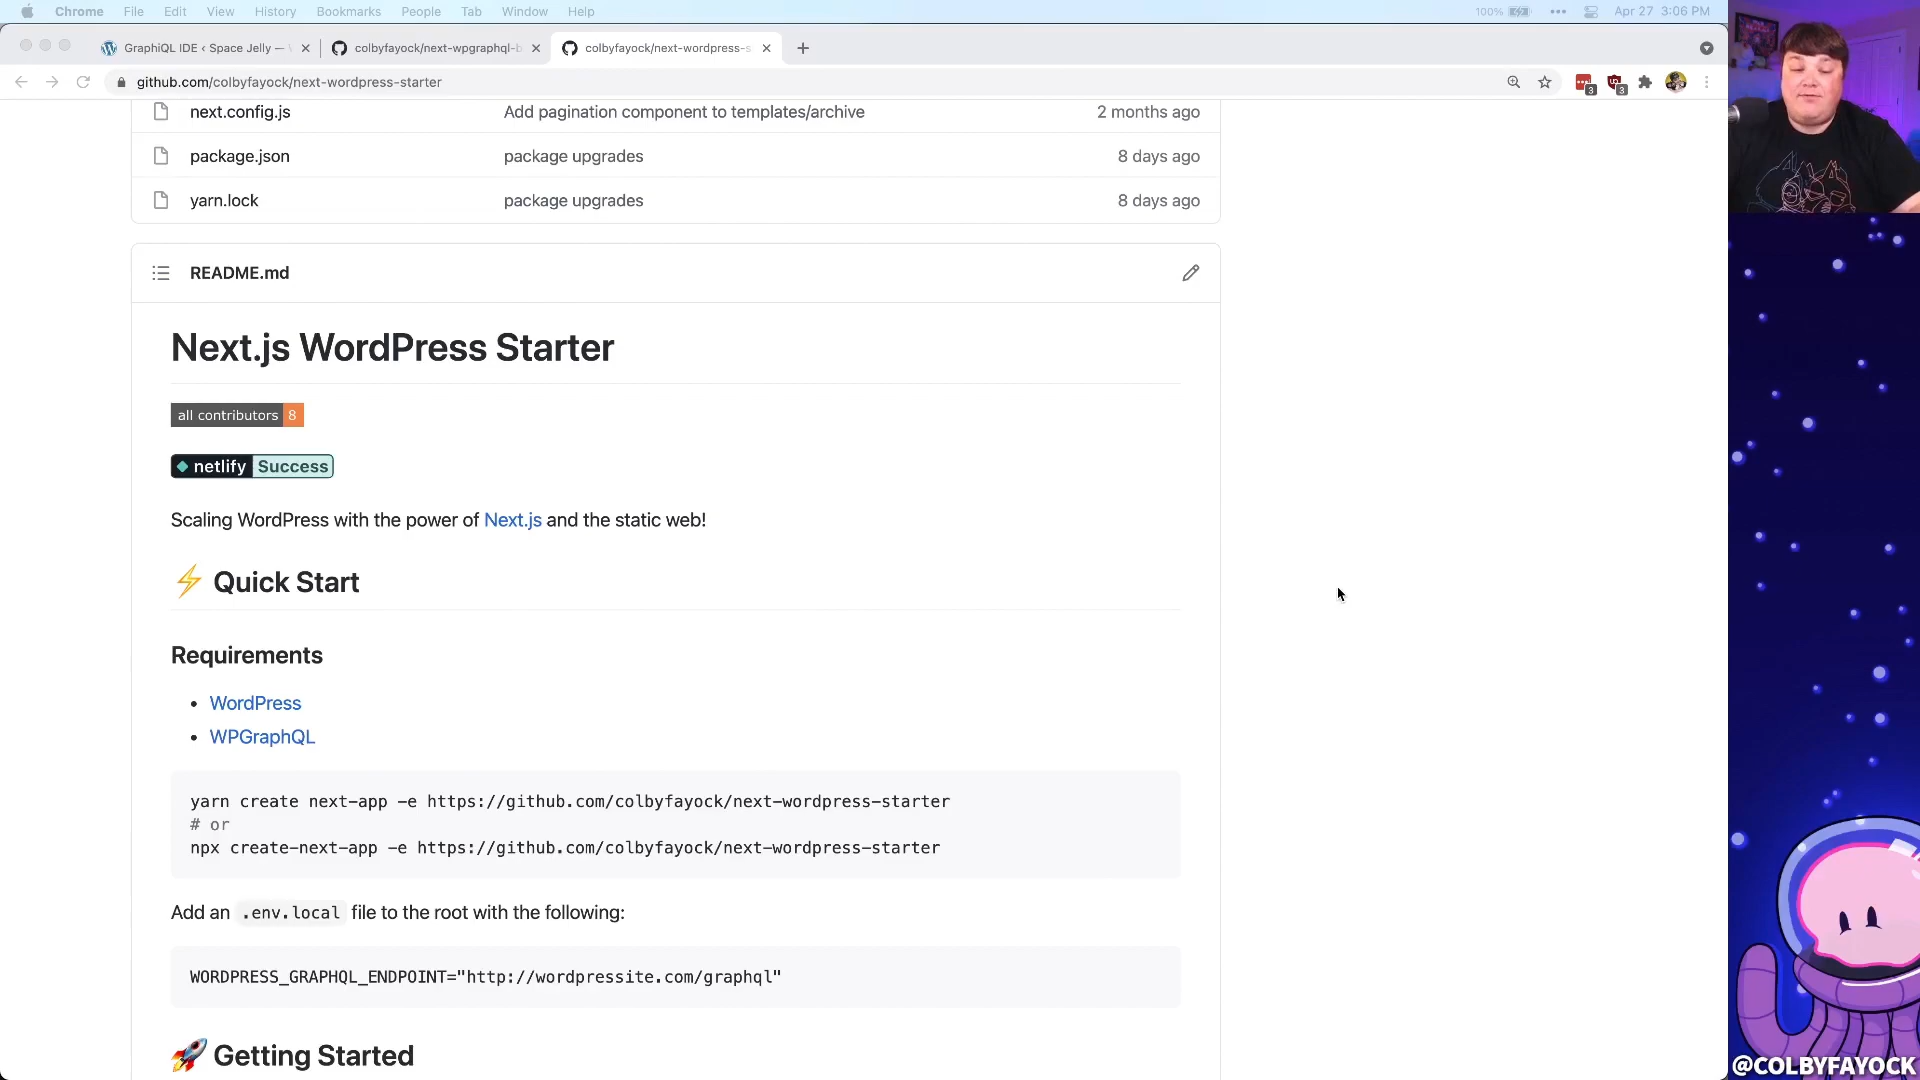 Chrome File Edit View History Bookmarks People Tab Window Help 100% Apr 27 3:06 PM
GraphiQL IDE ‹ Space Jelly — colbyfayock/next-wpgraphql-b colbyfayock/next-wordpress-s
github.com/colbyfayock/next-wordpress-starter 3 3
next.config.js Add pagination component to templates/archive 2 months ago
package.json package upgrades 8 days ago
yarn.lock package upgrades 8 days ago
README.md
Next.js WordPress Starter
all contributors 8
netlify Success
Scaling WordPress with the power of Next.js and the static web!
⚡ Quick Start
Requirements
• WordPress
• WPGraphQL
yarn create next-app -e https://github.com/colbyfayock/next-wordpress-starter
# or
npx create-next-app -e https://github.com/colbyfayock/next-wordpress-starter
Add an .env.local file to the root with the following:
WORDPRESS_GRAPHQL_ENDPOINT="http://wordpressite.com/graphql"
🚀 Getting Started
@COLBYFAYOCK